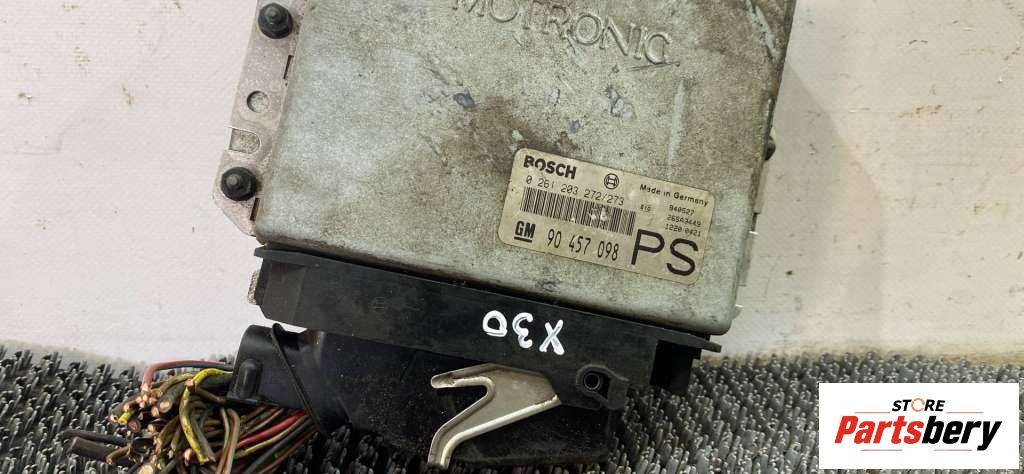 MOTRONIC
BOSCH
0 261 203 272/273
Made in Germany
GM
90 457 098
PS
X30
STORE
Partsbery